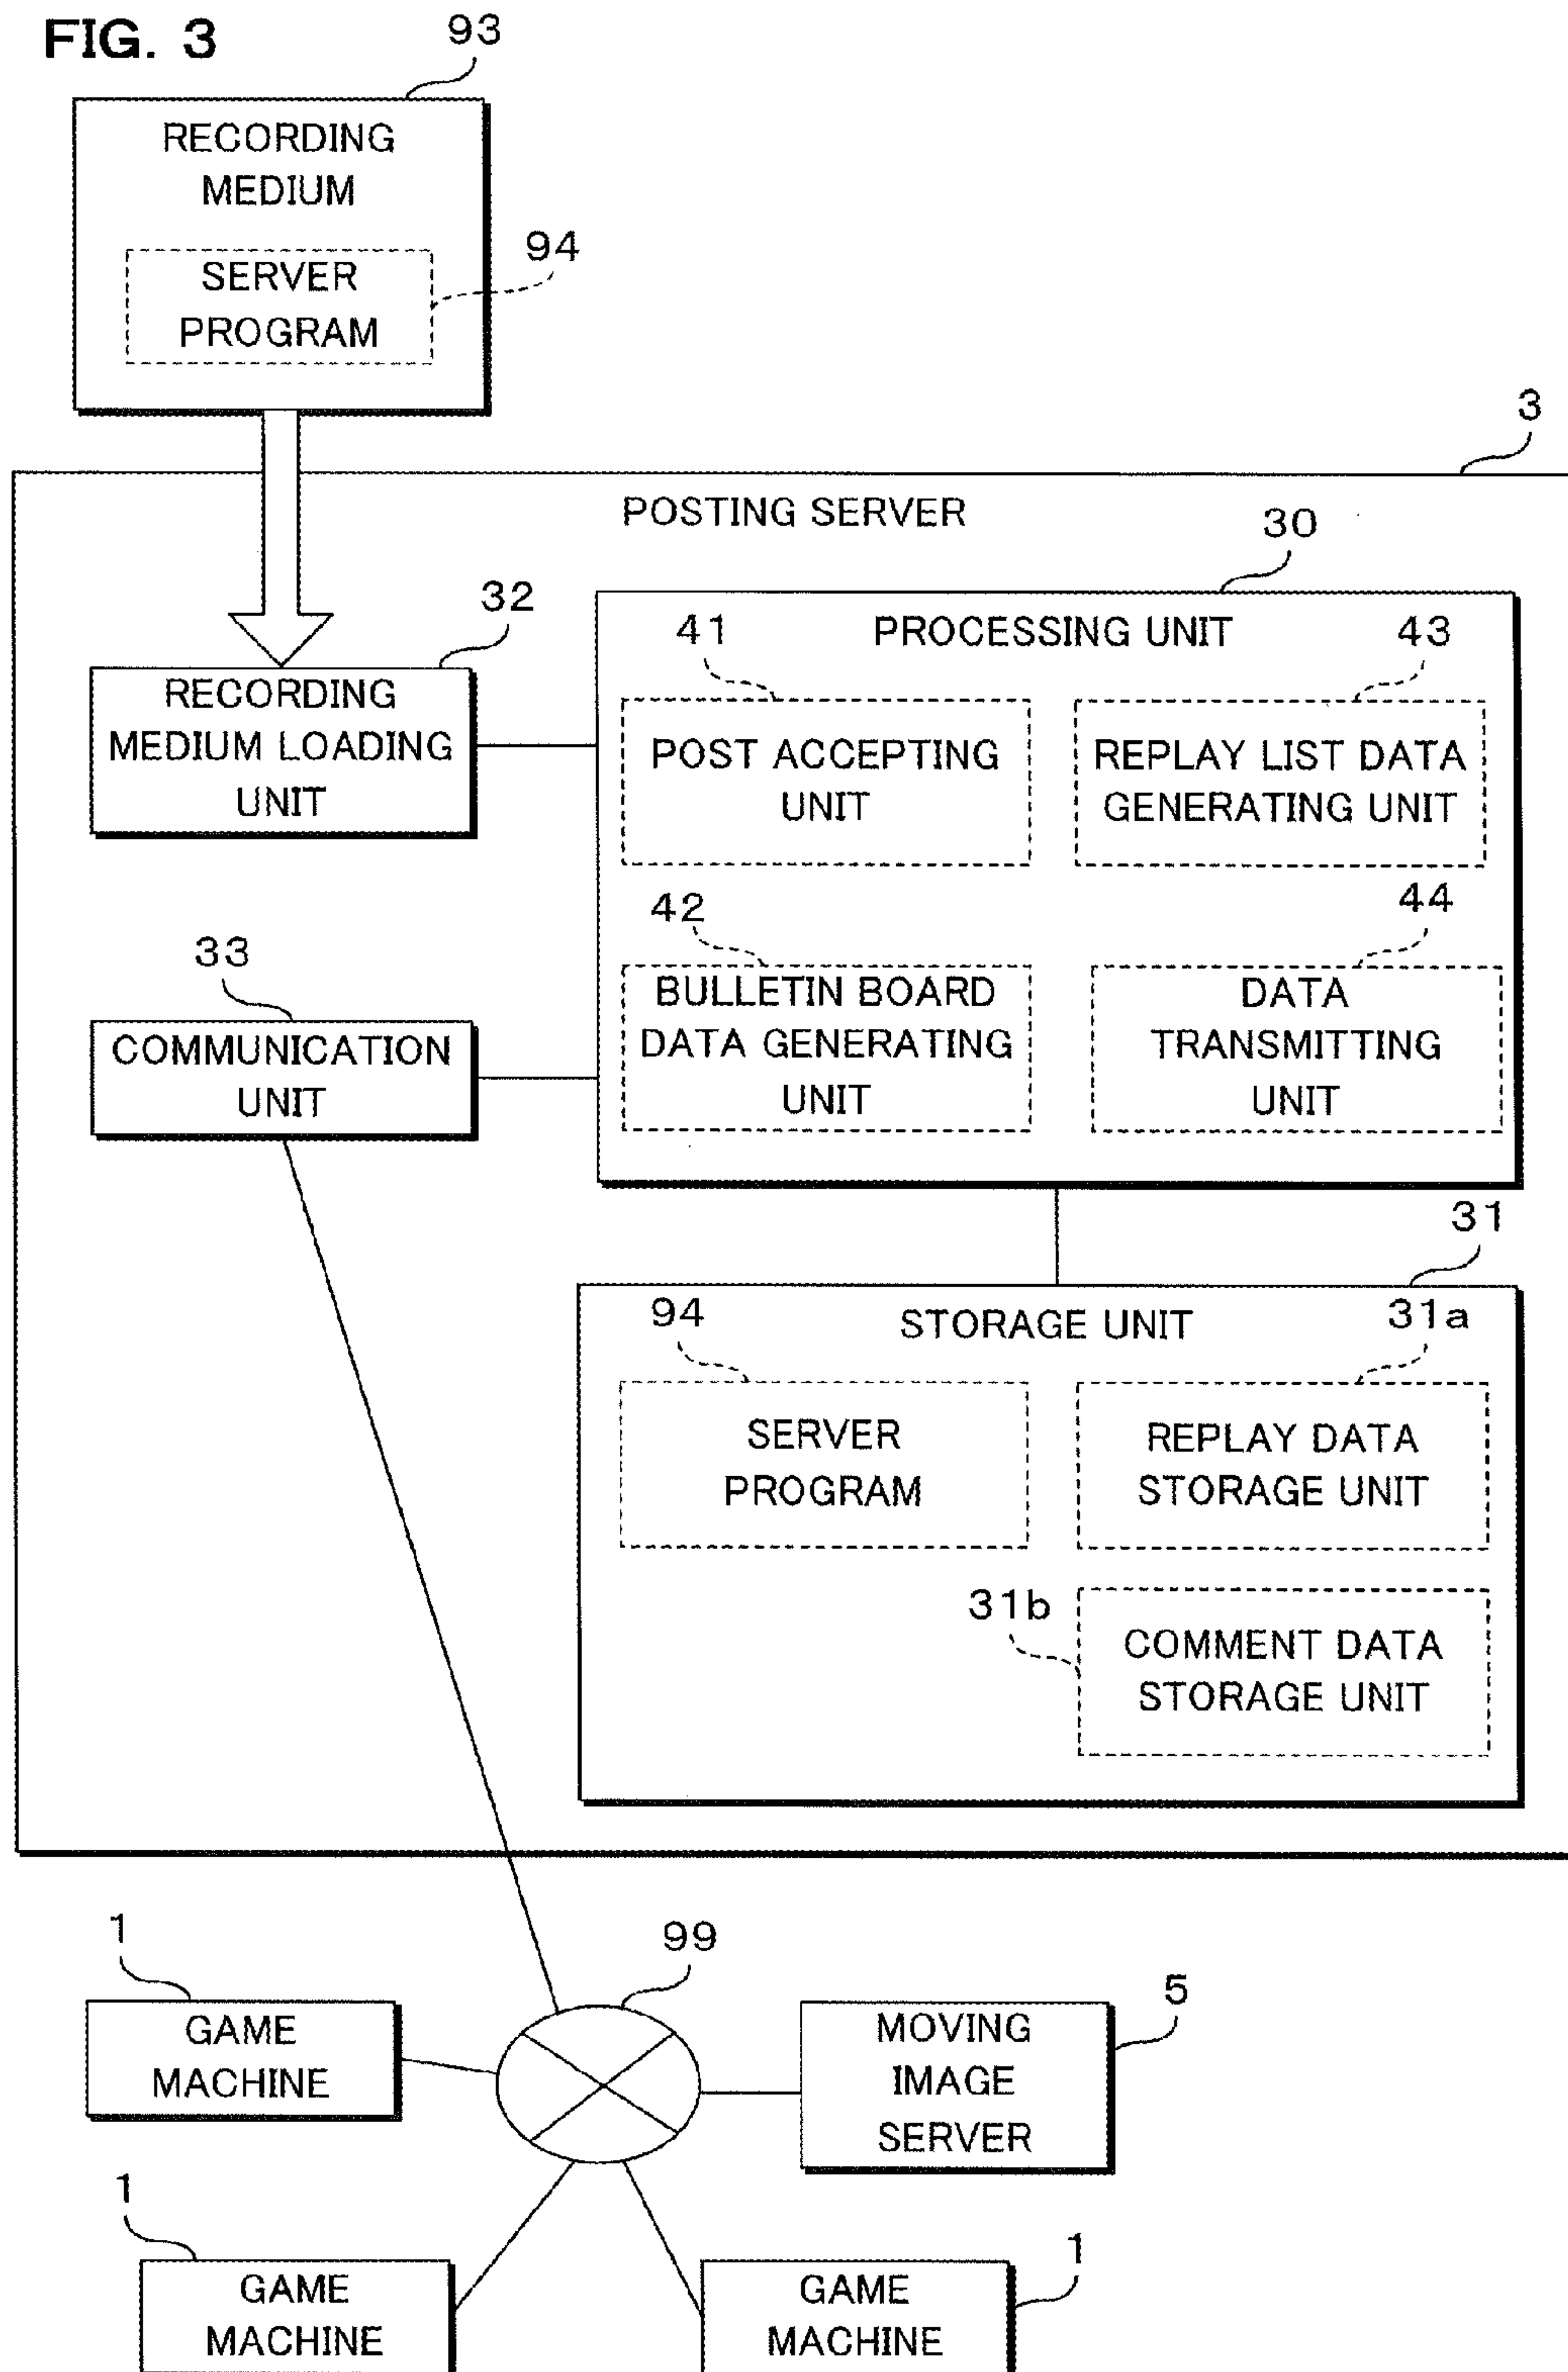 FIG. 3
93
RECORDING
MEDIUM
94
SERVER
PROGRAM
3
POSTING SERVER
30
32
RECORDING
MEDIUM LOADING
UNIT
PROCESSING UNIT
41
POST ACCEPTING
UNIT
43
REPLAY LIST DATA
GENERATING UNIT
42
BULLETIN BOARD
DATA GENERATING
UNIT
44
DATA
TRANSMITTING
UNIT
33
COMMUNICATION
UNIT
31
STORAGE UNIT
94
SERVER
PROGRAM
31a
REPLAY DATA
STORAGE UNIT
31b
COMMENT DATA
STORAGE UNIT
1
GAME
MACHINE
99
5
MOVING
IMAGE
SERVER
1
GAME
MACHINE
1
GAME
MACHINE